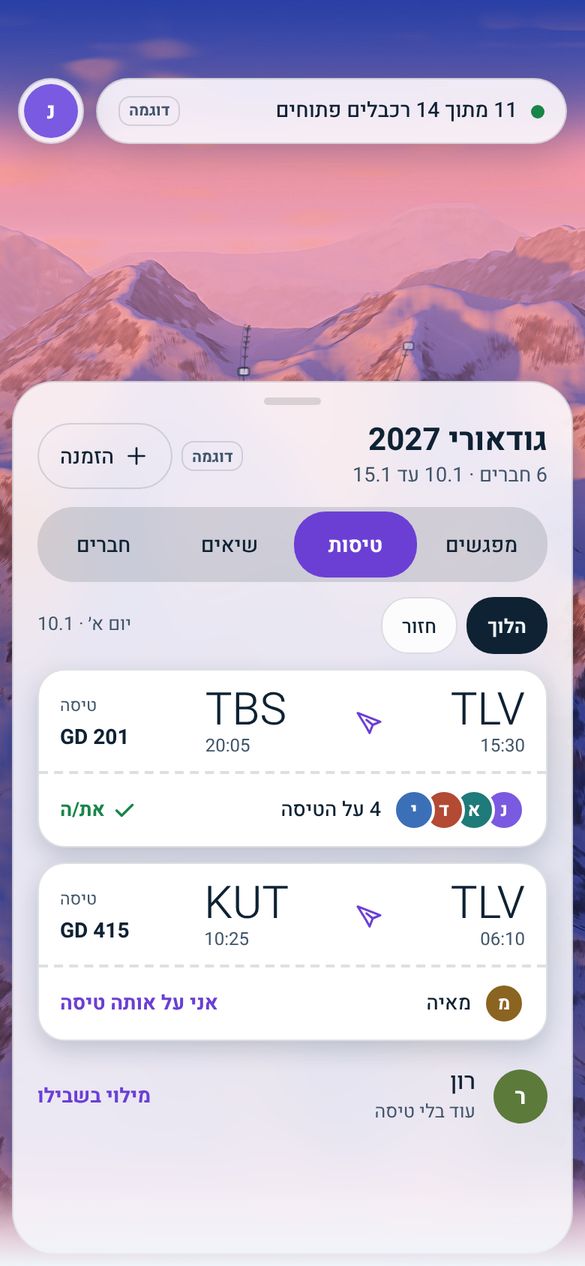 11 מתוך 14 רכבלים פתוחים
דוגמה
נ
גודאורי 2027
6 חברים · 10.1 עד 15.1
דוגמה
הזמנה
מפגשים
טיסות
שיאים
חברים
הלוך
חזור
יום א׳ · 10.1
TLV
15:30
TBS
20:05
טיסה
GD 201
נ
א
ד
י
4 על הטיסה
את/ה
TLV
06:10
KUT
10:25
טיסה
GD 415
מ
מאיה
אני על אותה טיסה
ר
רון
עוד בלי טיסה
מילוי בשבילו